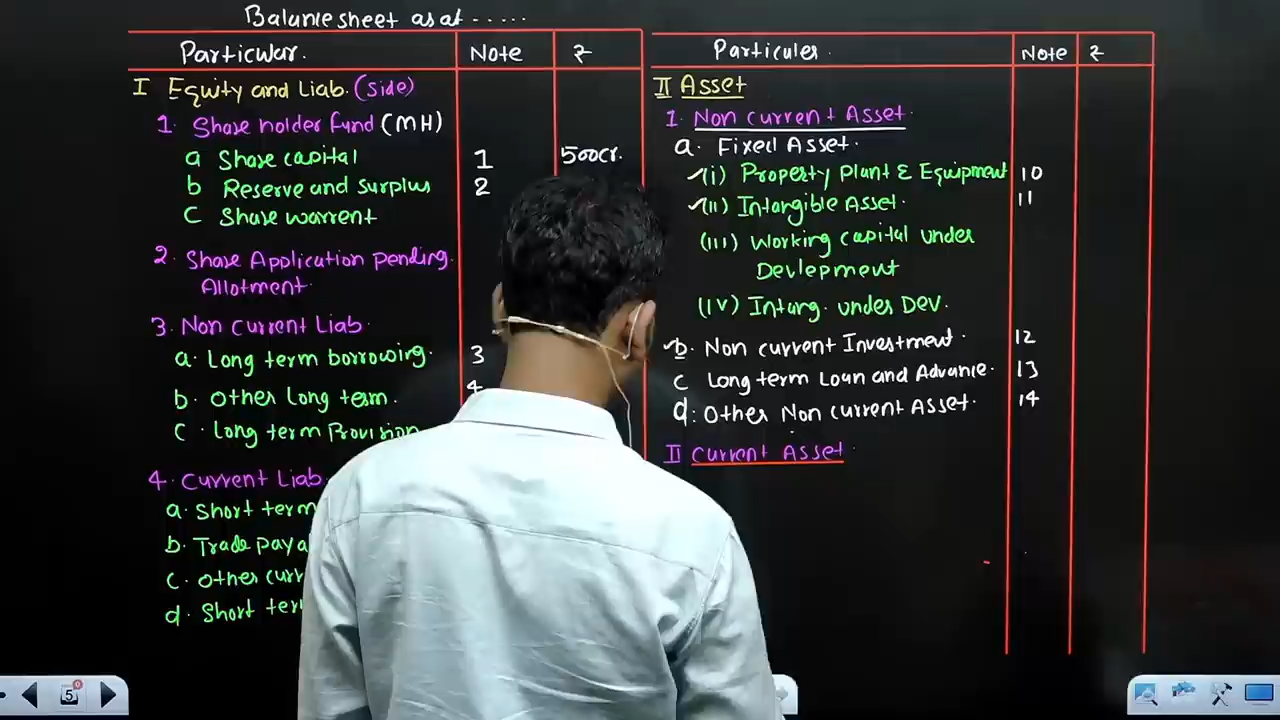 Balance sheet as at ......
Particular.
Note
₹
I Equity and Liab. (side)
1. Share holder fund (MH)
a Share capital
1
500cr.
b Reserve and Surplus
2
C Share warrent
2. Share Application pending
Allotment.
3. Non current Liab.
a. Long term borrowing.
3
b. Other Long term.
4
C. Long term Provision
4. Current Liab.
a. Short term
b. Trade paya
c. Other curr
d. Short ter
Particules.
Note
₹
II Asset
1. Non current Asset.
a. Fixed Asset.
(i) Property Plant & Equipment
10
(ii) Intangible Asset.
11
(iii) Working capital under
Devlepment
(iv) Intang. under Dev.
b. Non current Investment.
12
C Long term Loan and Advance.
13
d. Other Non current Asset.
14
II Current Asset
5
0